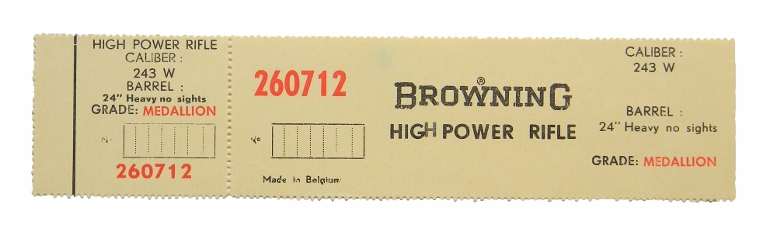 HIGH POWER RIFLE
CALIBER :
243 W
BARREL :
24" Heavy no sights
GRADE: MEDALLION
N°
260712
260712
N°
Made in Belgium
BROWNING®
HIGH POWER RIFLE
CALIBER :
243 W
BARREL :
24" Heavy no sights
GRADE: MEDALLION